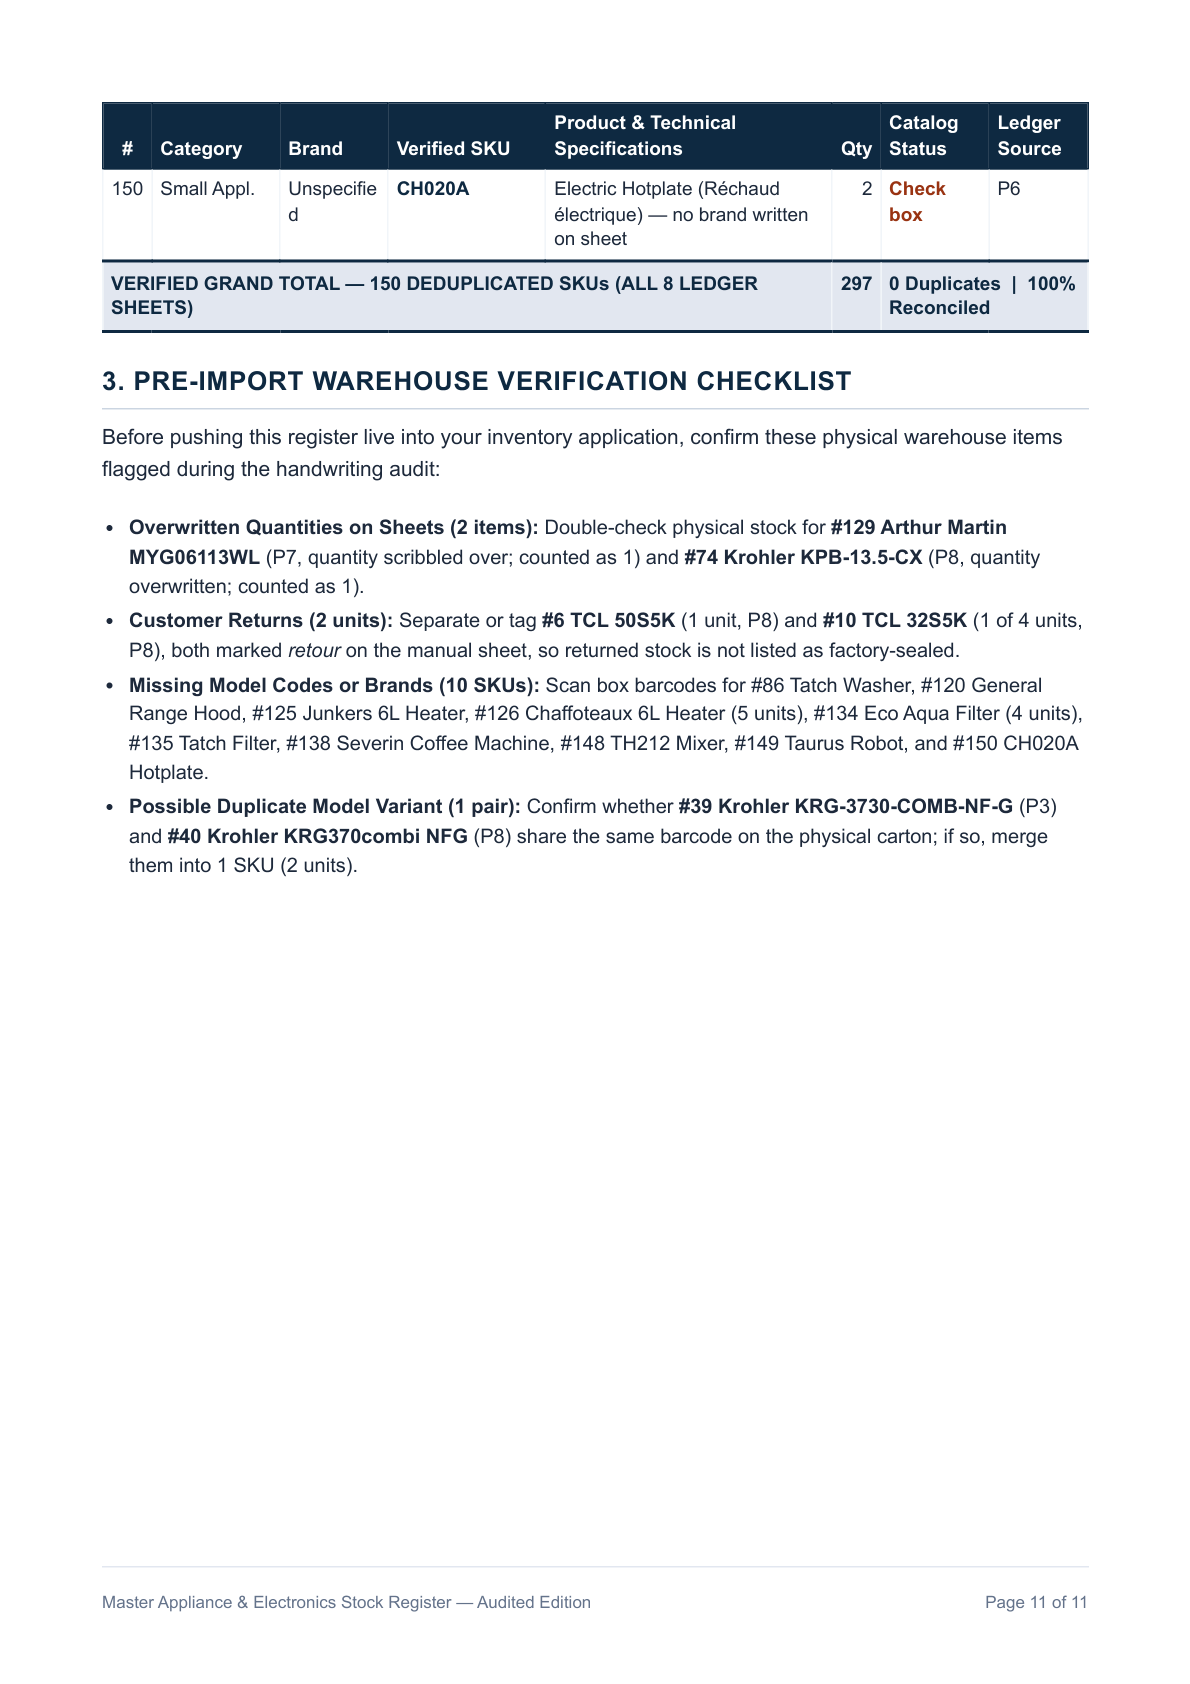 # Category Brand Verified SKU Product & Technical Specifications Qty Catalog Status Ledger Source
150 Small Appl. Unspecifie
d CH020A Electric Hotplate (Réchaud
électrique) — no brand written
on sheet 2 Check
box P6
VERIFIED GRAND TOTAL — 150 DEDUPLICATED SKUs (ALL 8 LEDGER
SHEETS) 297 0 Duplicates | 100%
Reconciled
3. PRE-IMPORT WAREHOUSE VERIFICATION CHECKLIST
Before pushing this register live into your inventory application, confirm these physical warehouse items
flagged during the handwriting audit:
• Overwritten Quantities on Sheets (2 items): Double-check physical stock for #129 Arthur Martin
MYG06113WL (P7, quantity scribbled over; counted as 1) and #74 Krohler KPB-13.5-CX (P8, quantity
overwritten; counted as 1).
• Customer Returns (2 units): Separate or tag #6 TCL 50S5K (1 unit, P8) and #10 TCL 32S5K (1 of 4 units,
P8), both marked retour on the manual sheet, so returned stock is not listed as factory-sealed.
• Missing Model Codes or Brands (10 SKUs): Scan box barcodes for #86 Tatch Washer, #120 General
Range Hood, #125 Junkers 6L Heater, #126 Chaffoteaux 6L Heater (5 units), #134 Eco Aqua Filter (4 units),
#135 Tatch Filter, #138 Severin Coffee Machine, #148 TH212 Mixer, #149 Taurus Robot, and #150 CH020A
Hotplate.
• Possible Duplicate Model Variant (1 pair): Confirm whether #39 Krohler KRG-3730-COMB-NF-G (P3)
and #40 Krohler KRG370combi NFG (P8) share the same barcode on the physical carton; if so, merge
them into 1 SKU (2 units).
Master Appliance & Electronics Stock Register — Audited Edition
Page 11 of 11